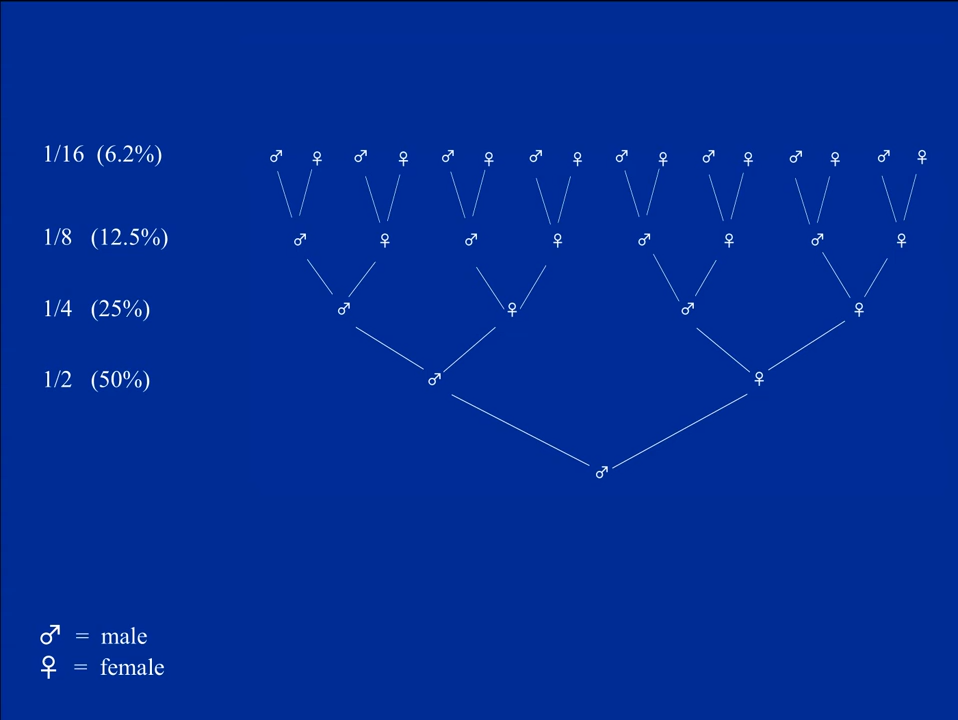 1/16 (6.2%) ♂ ♀ ♂ ♀ ♂ ♀ ♂ ♀ ♂ ♀ ♂ ♀ ♂ ♀ ♂ ♀
1/8 (12.5%) ♂ ♀ ♂ ♀ ♂ ♀ ♂ ♀
1/4 (25%) ♂ ♀ ♂ ♀
1/2 (50%) ♂ ♀
♂
♂ = male
♀ = female